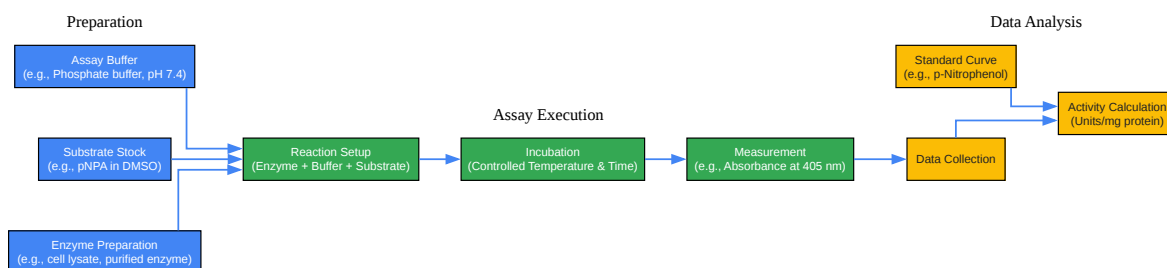 Preparation
Data Analysis
Assay Buffer
(e.g., Phosphate buffer, pH 7.4)
Standard Curve
(e.g., p-Nitrophenol)
Activity Calculation
(Units/mg protein)
Assay Execution
Substrate Stock
(e.g., pNPA in DMSO)
Reaction Setup
(Enzyme + Buffer + Substrate)
Incubation
(Controlled Temperature & Time)
Measurement
(e.g., Absorbance at 405 nm)
Data Collection
Enzyme Preparation
(e.g., cell lysate, purified enzyme)